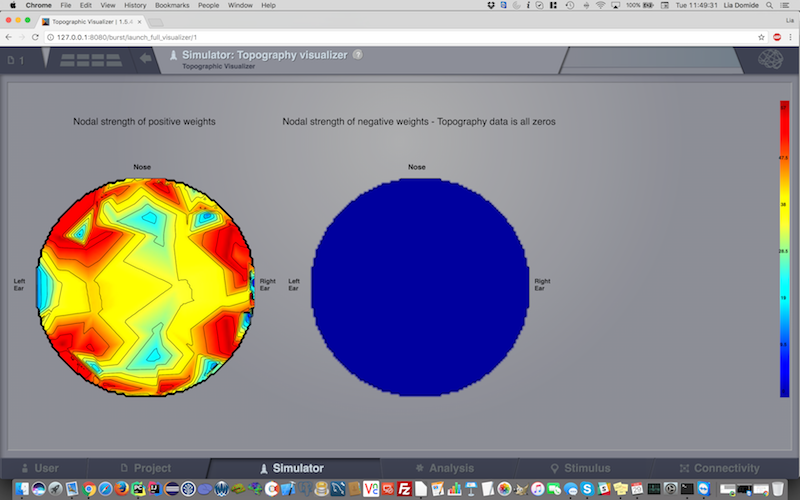 Chrome File Edit View History Bookmarks People Window Help 100% Tue 11:49:31 Lia Domide
Topographic Visualizer | 1.5.
Lia
127.0.0.1:8080/burst/launch_full_visualizer/1
1
Simulator: Topography visualizer ?
Topographic Visualizer
Nodal strength of positive weights
Nodal strength of negative weights - Topography data is all zeros
Nose
Nose
Left
Ear
Right
Ear
Left
Ear
Right
Ear
47.5
38
28.5
19
User Project Simulator Analysis Stimulus Connectivity